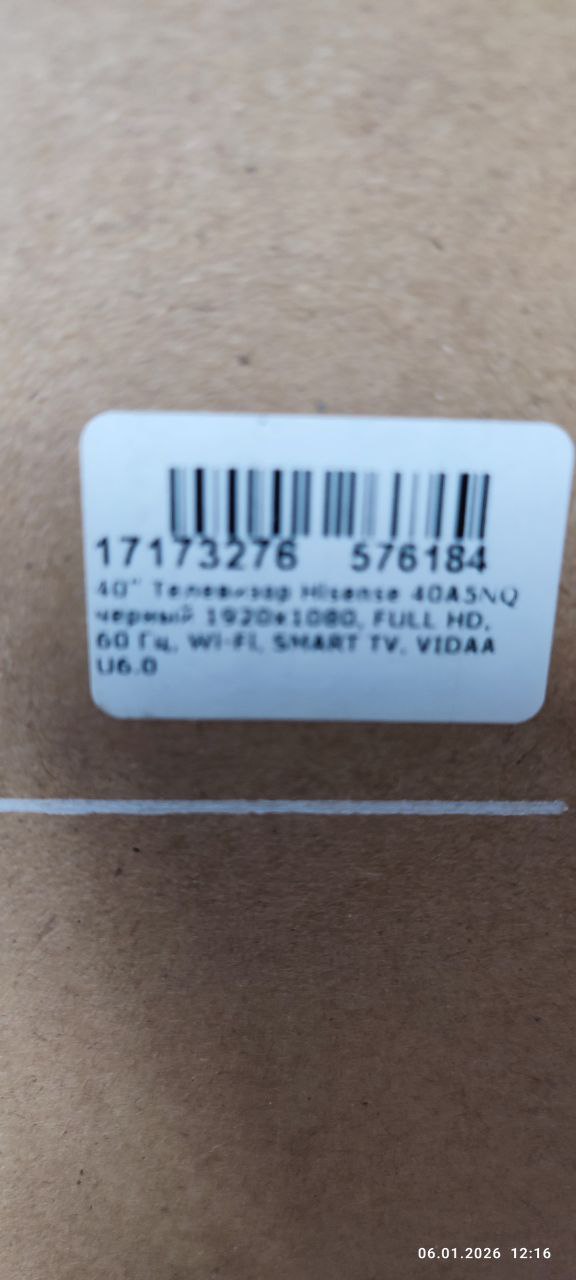 17173276 576184
40" Телевизор Hisense 40A5NQ
черный 1920x1080, FULL HD,
60 Гц, WI-FI, SMART TV, VIDAA
U6.0
06.01.2026 12:16